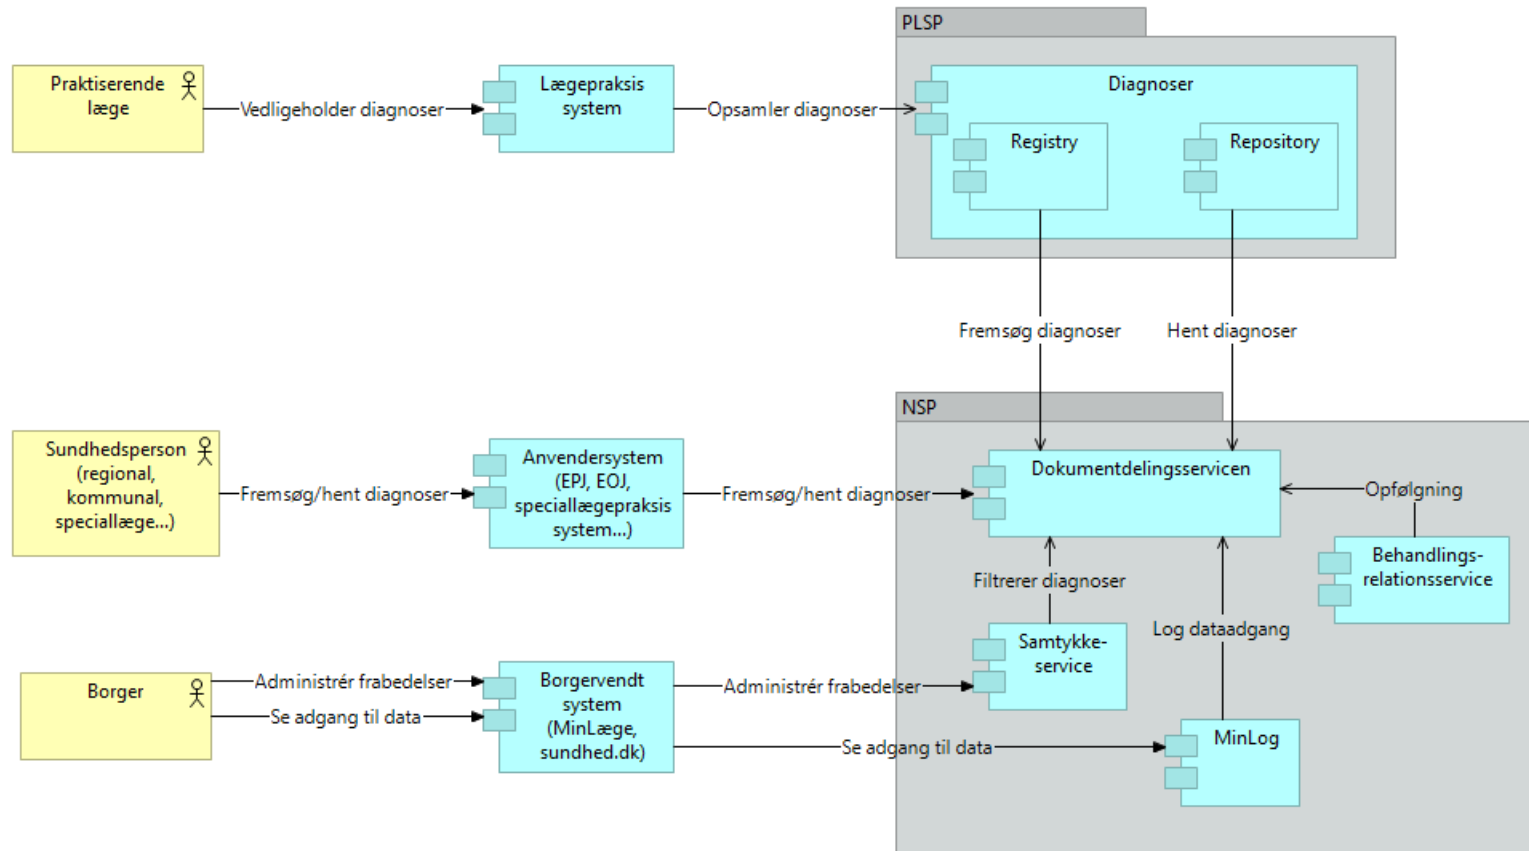 PLSP
Praktiserende
læge
Vedligeholder diagnoser
Lægepraksis
system
Opsamler diagnoser
Diagnoser
Registry
Repository
Fremsøg diagnoser
Hent diagnoser
NSP
Sundhedsperson
(regional,
kommunal,
speciallæge...)
Fremsøg/hent diagnoser
Anvendersystem
(EPJ, EOJ,
speciallægepraksis
system...)
Fremsøg/hent diagnoser
Dokumentdelingsservicen
Opfølgning
Behandlings-
relationsservice
Filtrerer diagnoser
Log dataadgang
Samtykke-
service
Borger
Administrér frabedelser
Se adgang til data
Borgervendt
system
(MinLæge,
sundhed.dk)
Administrér frabedelser
Se adgang til data
MinLog